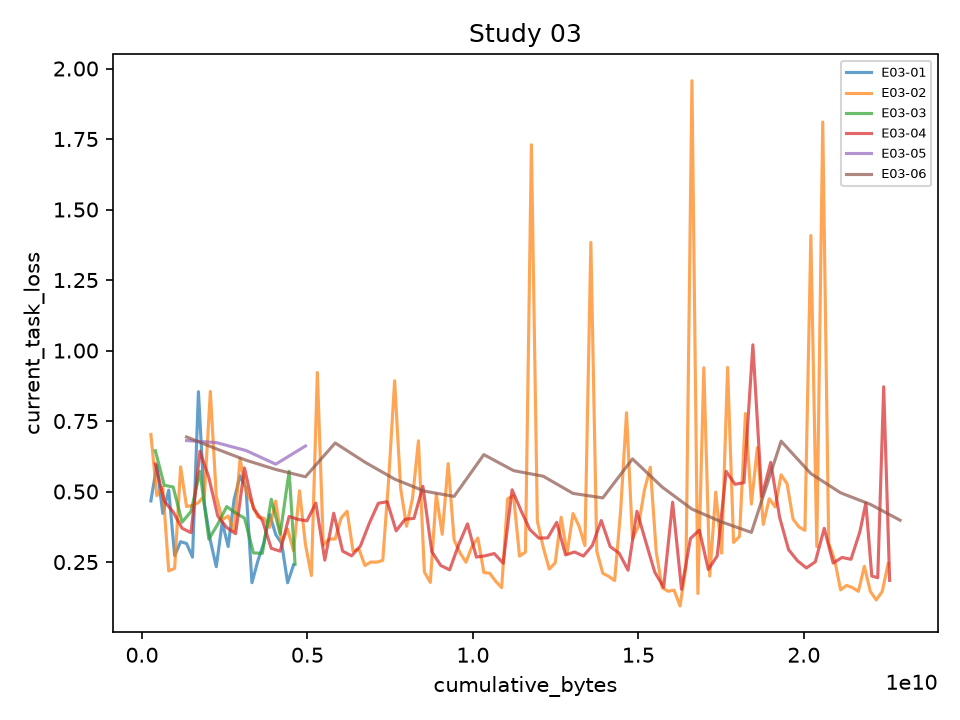 Study 03
current_task_loss
2.00
1.75
1.50
1.25
1.00
0.75
0.50
0.25
E03-01
E03-02
E03-03
E03-04
E03-05
E03-06
0.0
0.5
1.0
1.5
2.0
1e10
cumulative_bytes